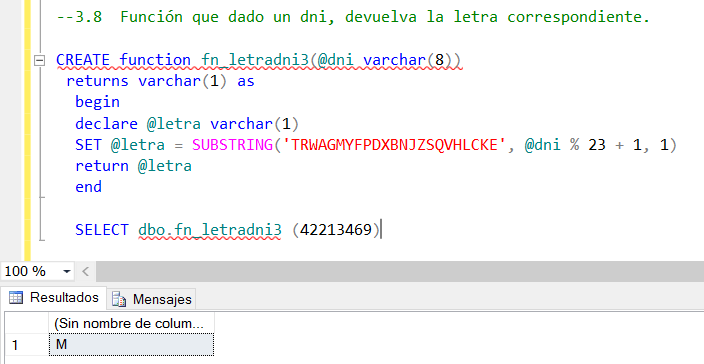 --3.8  Función que dado un dni, devuelva la letra correspondiente.
CREATE function fn_letradni3(@dni varchar(8))
returns varchar(1) as
begin
declare @letra varchar(1)
SET @letra = SUBSTRING('TRWAGMYFPDXBNJZSQVHLCKE', @dni % 23 + 1, 1)
return @letra
end
SELECT dbo.fn_letradni3 (42213469)
100 %
Resultados Mensajes
(Sin nombre de colum...
1 M